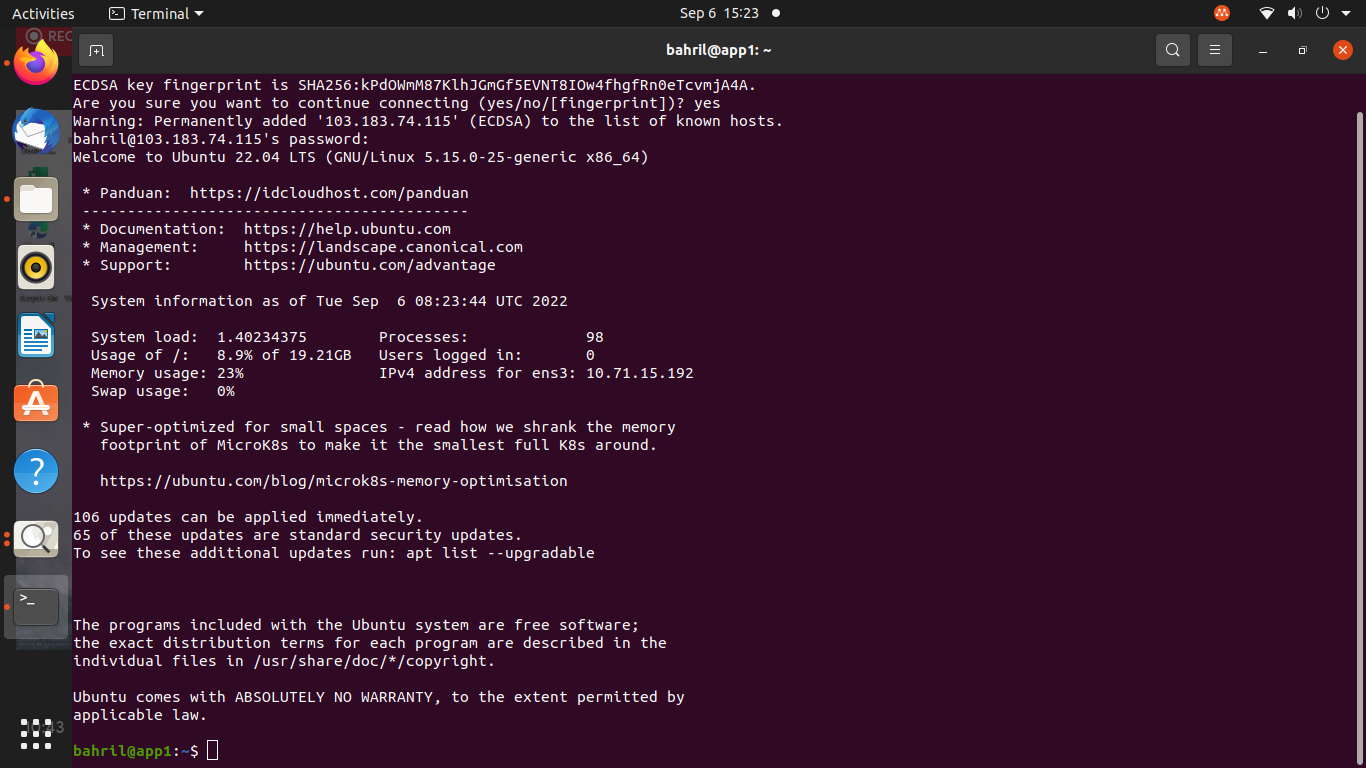 Activities
Terminal
Sep 6 15:23
REC
bahril@app1: ~
ECDSA key fingerprint is SHA256:kPdOWmM87KlhJGmGf5EVNT8IOw4fhgfRn0eTcvmjA4A.
Are you sure you want to continue connecting (yes/no/[fingerprint])? yes
Warning: Permanently added '103.183.74.115' (ECDSA) to the list of known hosts.
bahril@103.183.74.115's password:
Welcome to Ubuntu 22.04 LTS (GNU/Linux 5.15.0-25-generic x86_64)
* Panduan:  https://idcloudhost.com/panduan
-------------------------------------------
* Documentation:  https://help.ubuntu.com
* Management:     https://landscape.canonical.com
* Support:        https://ubuntu.com/advantage
System information as of Tue Sep  6 08:23:44 UTC 2022
System load:  1.40234375        Processes:             98
Usage of /:   8.9% of 19.21GB   Users logged in:       0
Memory usage: 23%               IPv4 address for ens3: 10.71.15.192
Swap usage:   0%
* Super-optimized for small spaces - read how we shrank the memory
footprint of MicroK8s to make it the smallest full K8s around.
https://ubuntu.com/blog/microk8s-memory-optimisation
106 updates can be applied immediately.
65 of these updates are standard security updates.
To see these additional updates run: apt list --upgradable
The programs included with the Ubuntu system are free software;
the exact distribution terms for each program are described in the
individual files in /usr/share/doc/*/copyright.
Ubuntu comes with ABSOLUTELY NO WARRANTY, to the extent permitted by
applicable law.
bahril@app1:~$